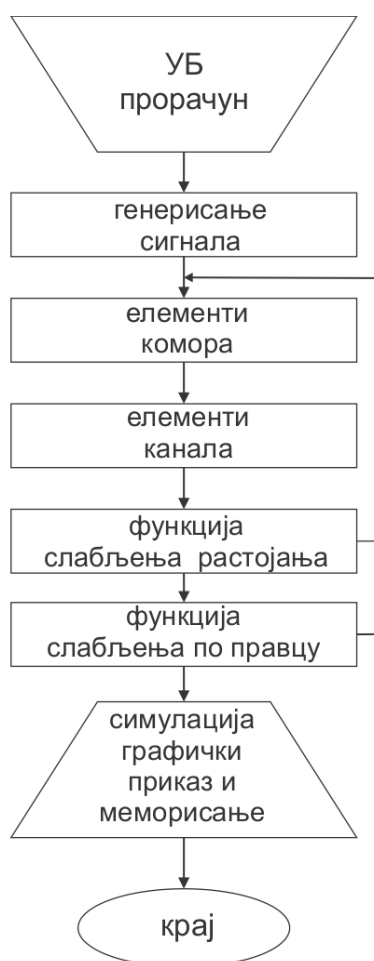 УБ
прорачун
генерисање
сигнала
елементи
комора
елементи
канала
функција
слабљења растојања
функција
слабљења по правцу
симулација
графички
приказ и
меморисање
крај